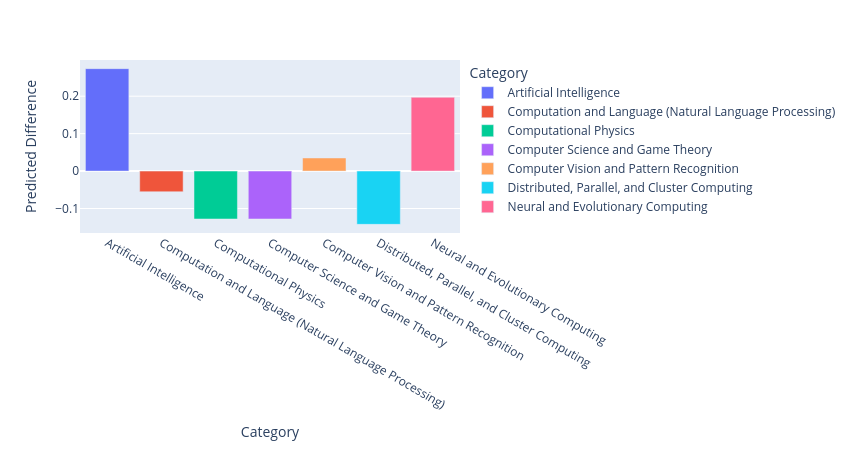 Predicted Difference
0.2
0.1
0
−0.1
Artificial Intelligence
Computation and Language (Natural Language Processing)
Computational Physics
Computer Science and Game Theory
Computer Vision and Pattern Recognition
Distributed, Parallel, and Cluster Computing
Neural and Evolutionary Computing
Category
Category
Artificial Intelligence
Computation and Language (Natural Language Processing)
Computational Physics
Computer Science and Game Theory
Computer Vision and Pattern Recognition
Distributed, Parallel, and Cluster Computing
Neural and Evolutionary Computing